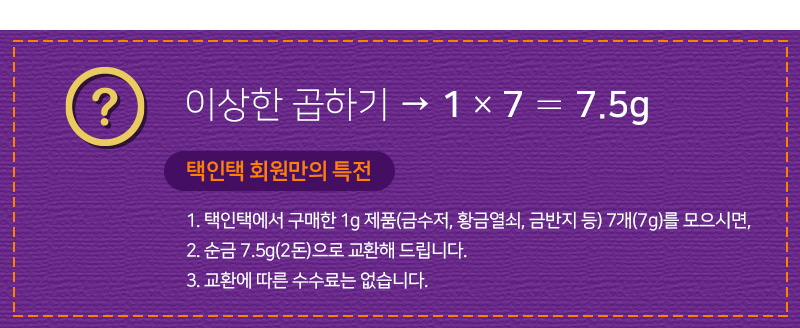 ?
이상한 곱하기 → 1 × 7 = 7.5g
택인택 회원만의 특전
1. 택인택에서 구매한 1g 제품(금수저, 황금열쇠, 금반지 등) 7개(7g)를 모으시면,
2. 순금 7.5g(2돈)으로 교환해 드립니다.
3. 교환에 따른 수수료는 없습니다.